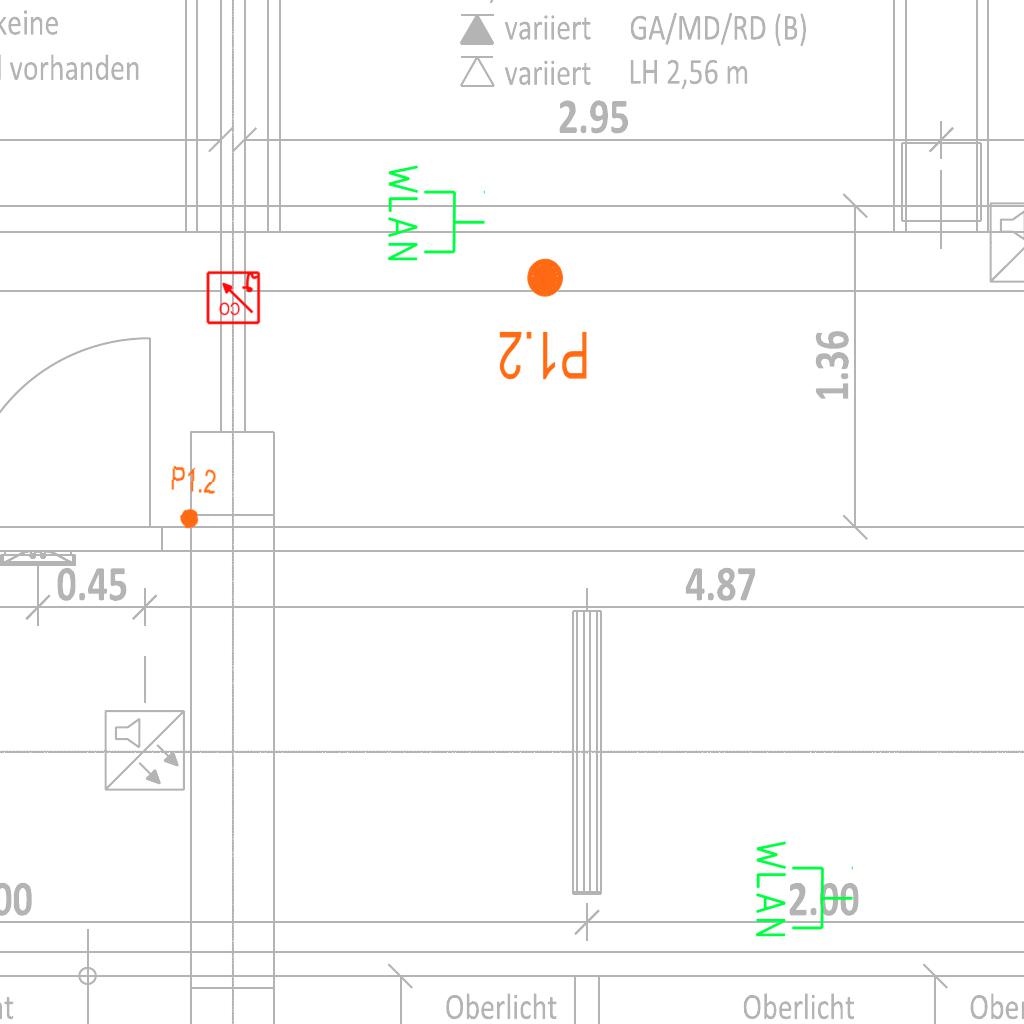 keine
variiert GA/MD/RD (B)
vorhanden
variiert LH 2,56 m
2.95
WLAN
CO
P1.2
1.36
P1.2
0.45
4.87
WLAN
2.00
00
Oberlicht
Oberlicht